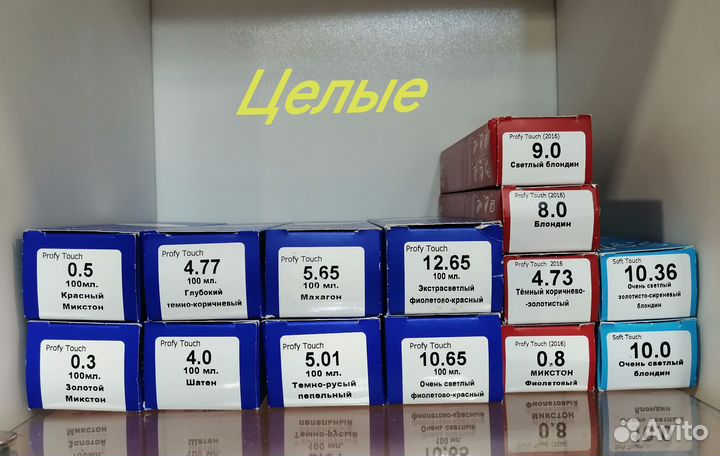 Целые
Profy Touch (2016)
9.0
Светлый блондин
Profy Touch (2016)
8.0
Блондин
Profy Touch
0.5
100мл.
Красный
Микстон
Profy Touch
4.77
100 мл.
Глубокий
темно-коричневый
Profy Touch
5.65
100 мл.
Махагон
Profy Touch
12.65
100 мл.
Экстрасветлый
фиолетово-красный
Profy Touch 2016
4.73
Тёмный коричнево-
золотистый
Soft Touch
10.36
Очень светлый
золотисто-сиреневый
блондин
Profy Touch
0.3
100мл.
Золотой
Микстон
Profy Touch
4.0
100 мл.
Шатен
Profy Touch
5.01
100 мл.
Темно-русый
пепельный
Profy Touch
10.65
100 мл.
Очень светлый
фиолетово-красный
Profy Touch (2016)
0.8
МИКСТОН
Фиолетовый
Soft Touch
10.0
Очень светлый
блондин
Avito